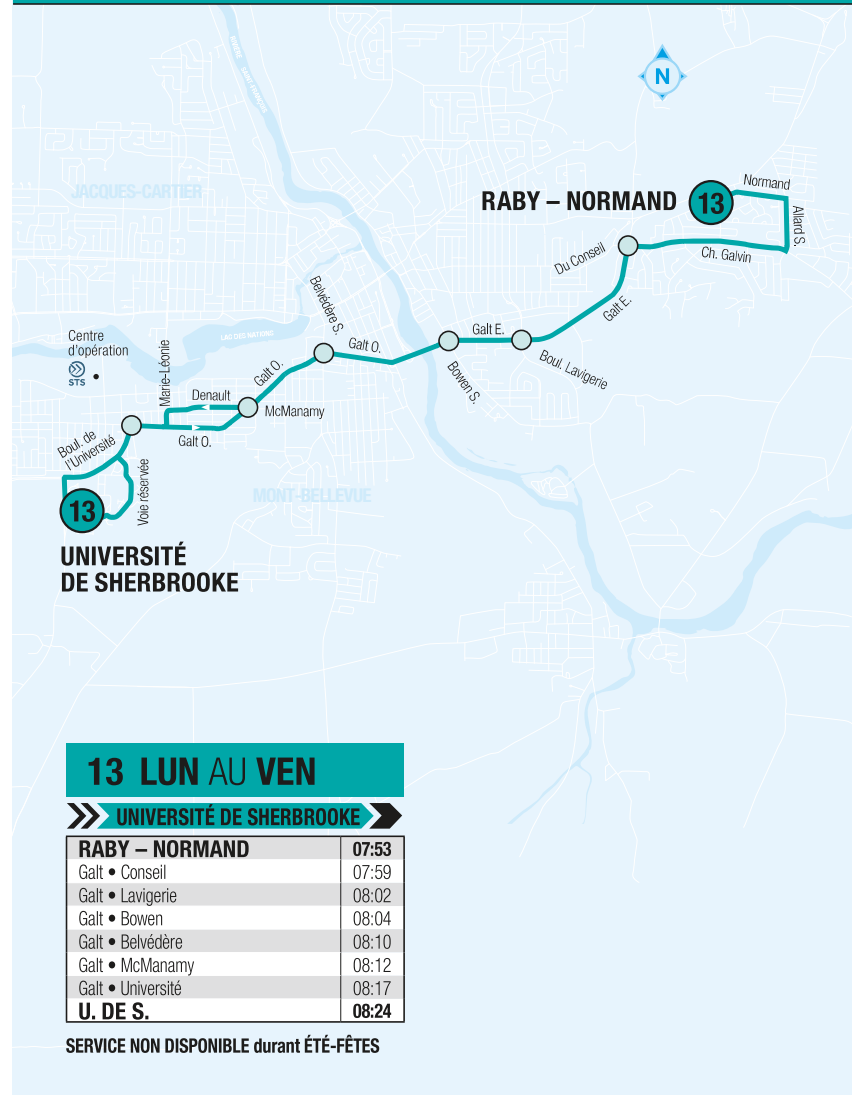 RIVIÈRE SAINT-FRANÇOIS
N
JACQUES-CARTIER
RABY – NORMAND
13
Normand
Allard S.
Ch. Galvin
Du Conseil
Galt E.
Belvédère S.
LAC DES NATIONS
Galt O.
Galt E.
Boul. Lavigerie
Bowen S.
Centre
d'opération
STS
Marie-Léonie
Galt O.
Denault
McManamy
Galt O.
Boul. de
l'Université
Voie réservée
MONT-BELLEVUE
13
UNIVERSITÉ
DE SHERBROOKE
13 LUN AU VEN
UNIVERSITÉ DE SHERBROOKE
RABY – NORMAND 07:53
Galt • Conseil 07:59
Galt • Lavigerie 08:02
Galt • Bowen 08:04
Galt • Belvédère 08:10
Galt • McManamy 08:12
Galt • Université 08:17
U. DE S. 08:24
SERVICE NON DISPONIBLE durant ÉTÉ-FÊTES